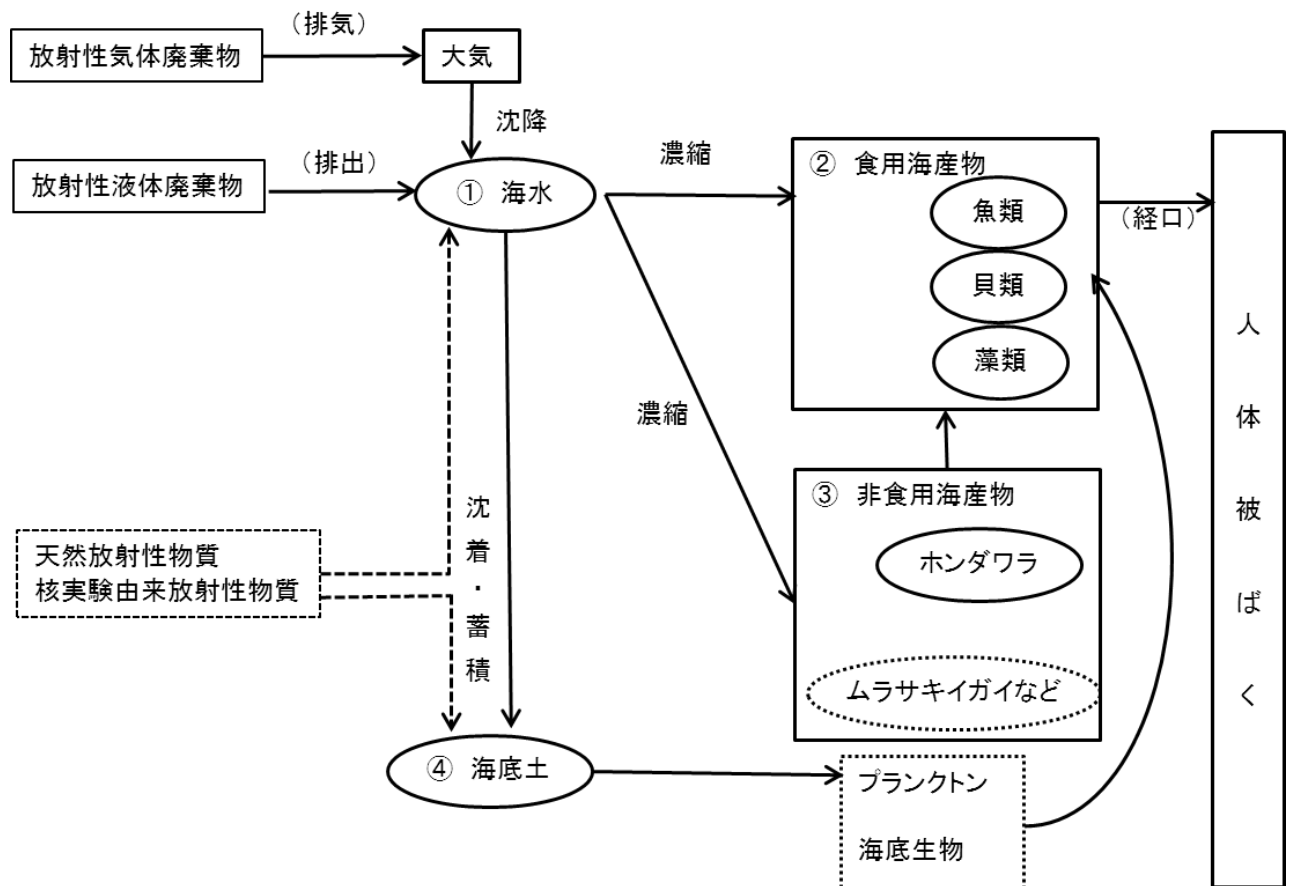 （排気）
放射性気体廃棄物
大気
沈降
（排出）
放射性液体廃棄物
① 海水
濃縮
② 食用海産物
魚類
貝類
藻類
（経口）
濃縮
人体被ばく
③ 非食用海産物
ホンダワラ
ムラサキイガイなど
沈着・蓄積
天然放射性物質
核実験由来放射性物質
④ 海底土
プランクトン
海底生物